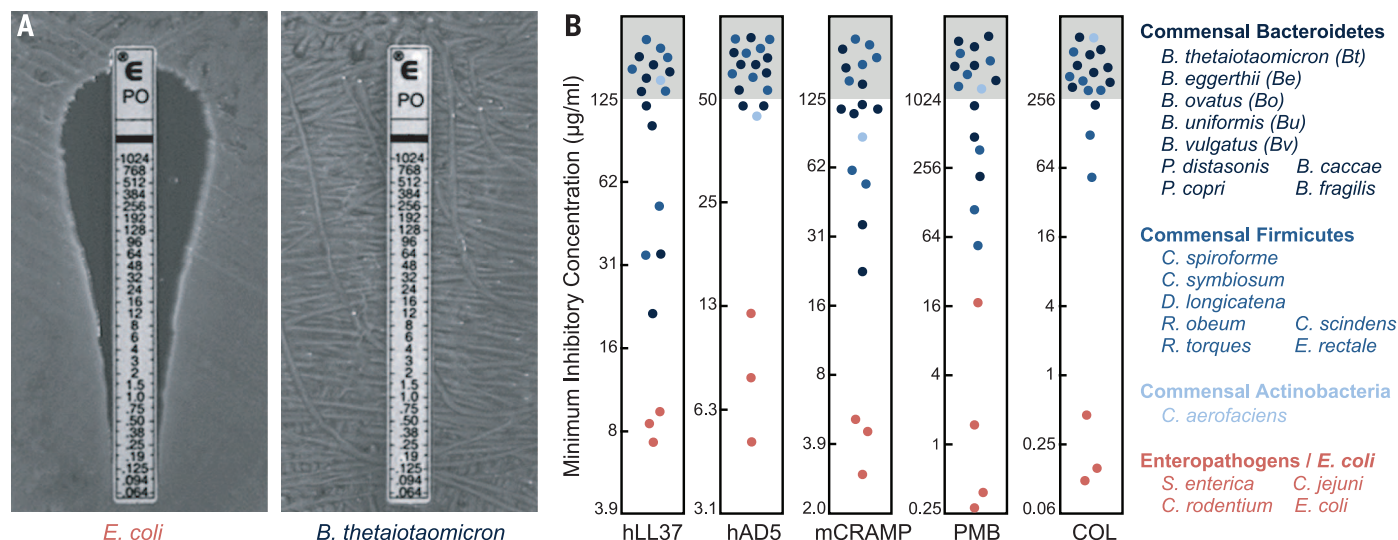 A
ε
PO
1024
768
512
384
256
192
128
96
64
48
32
24
16
12
8
6
4
3
2
1.5
1.0
.75
.50
.38
.25
.19
.125
.094
.064
E. coli
ε
PO
1024
768
512
384
256
192
128
96
64
48
32
24
16
12
8
6
4
3
2
1.5
1.0
.75
.50
.38
.25
.19
.125
.094
.064
B. thetaiotaomicron
B
Minimum Inhibitory Concentration (µg/ml)
125
62
31
16
8
3.9
hLL37
50
25
13
6.3
3.1
hAD5
125
62
31
16
8
3.9
2.0
mCRAMP
1024
256
64
16
4
1
0.25
PMB
256
64
16
4
1
0.25
0.06
COL
Commensal Bacteroidetes
B. thetaiotaomicron (Bt)
B. eggerthii (Be)
B. ovatus (Bo)
B. uniformis (Bu)
B. vulgatus (Bv)
P. distasonis B. caccae
P. copri B. fragilis
Commensal Firmicutes
C. spiroforme
C. symbiosum
D. longicatena
R. obeum C. scindens
R. torques E. rectale
Commensal Actinobacteria
C. aerofaciens
Enteropathogens / E. coli
S. enterica C. jejuni
C. rodentium E. coli